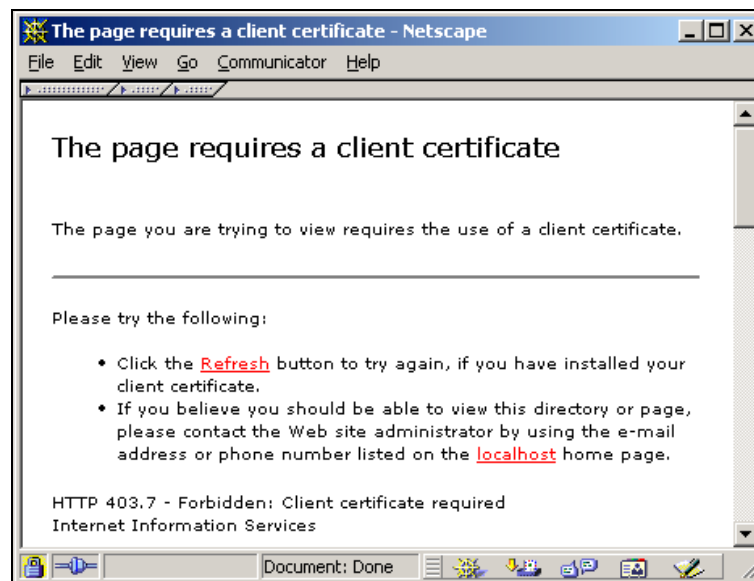 The page requires a client certificate - Netscape
File Edit View Go Communicator Help
The page requires a client certificate
The page you are trying to view requires the use of a client certificate.
Please try the following:
• Click the Refresh button to try again, if you have installed your
client certificate.
• If you believe you should be able to view this directory or page,
please contact the Web site administrator by using the e-mail
address or phone number listed on the localhost home page.
HTTP 403.7 - Forbidden: Client certificate required
Internet Information Services
Document: Done